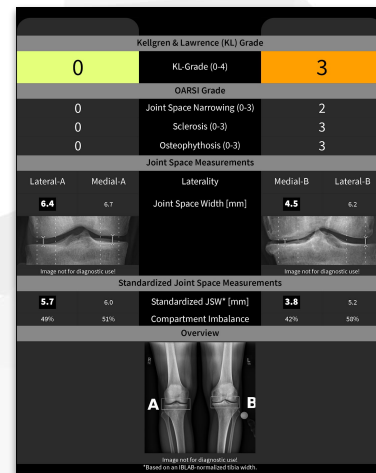 Kellgren & Lawrence (KL) Grade
0 KL-Grade (0-4) 3
OARSI Grade
0 Joint Space Narrowing (0-3) 2
0 Sclerosis (0-3) 3
0 Osteophythosis (0-3) 3
Joint Space Measurements
Lateral-A Medial-A Laterality Medial-B Lateral-B
6.4 6.7 Joint Space Width [mm] 4.5 6.2
Image not for diagnostic use! Image not for diagnostic use!
Standardized Joint Space Measurements
5.7 6.0 Standardized JSW* [mm] 3.8 5.2
49% 51% Compartment Imbalance 42% 58%
Overview
A B
Image not for diagnostic use!
*Based on an IBLAB-normalized tibia width.